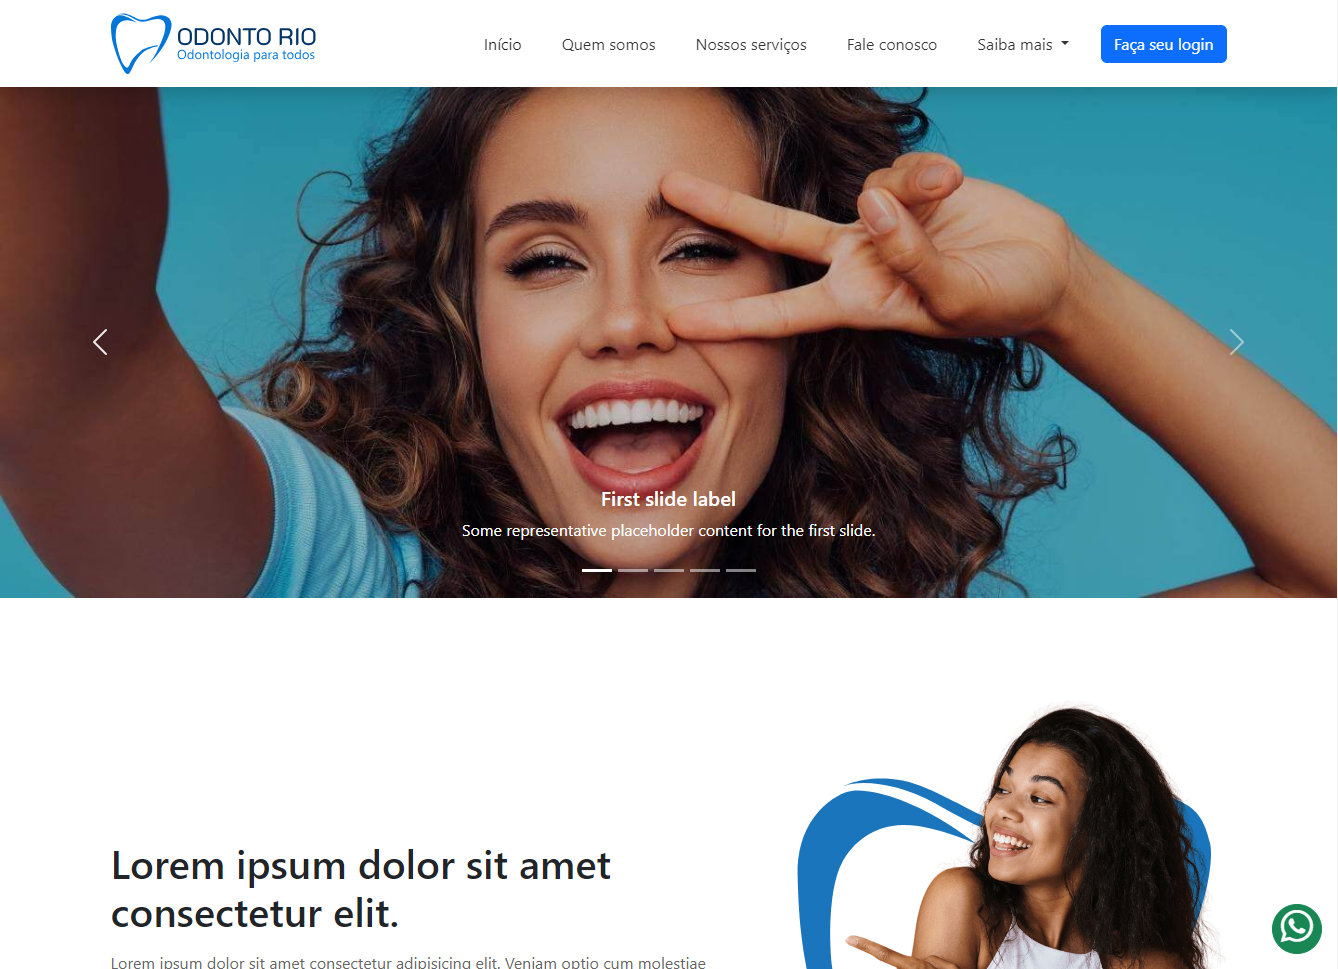 ODONTO RIO
Odontologia para todos
Início
Quem somos
Nossos serviços
Fale conosco
Saiba mais
Faça seu login
First slide label
Some representative placeholder content for the first slide.
Lorem ipsum dolor sit amet
consectetur elit.
Lorem ipsum dolor sit amet consectetur adipisicing elit. Veniam optio cum molestiae